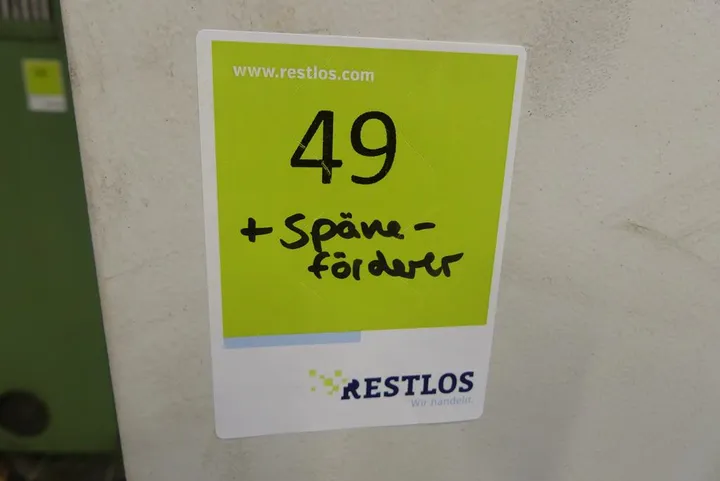 www.restlos.com
49
+ Späne-
förderer
RESTLOS
Wir handeln.